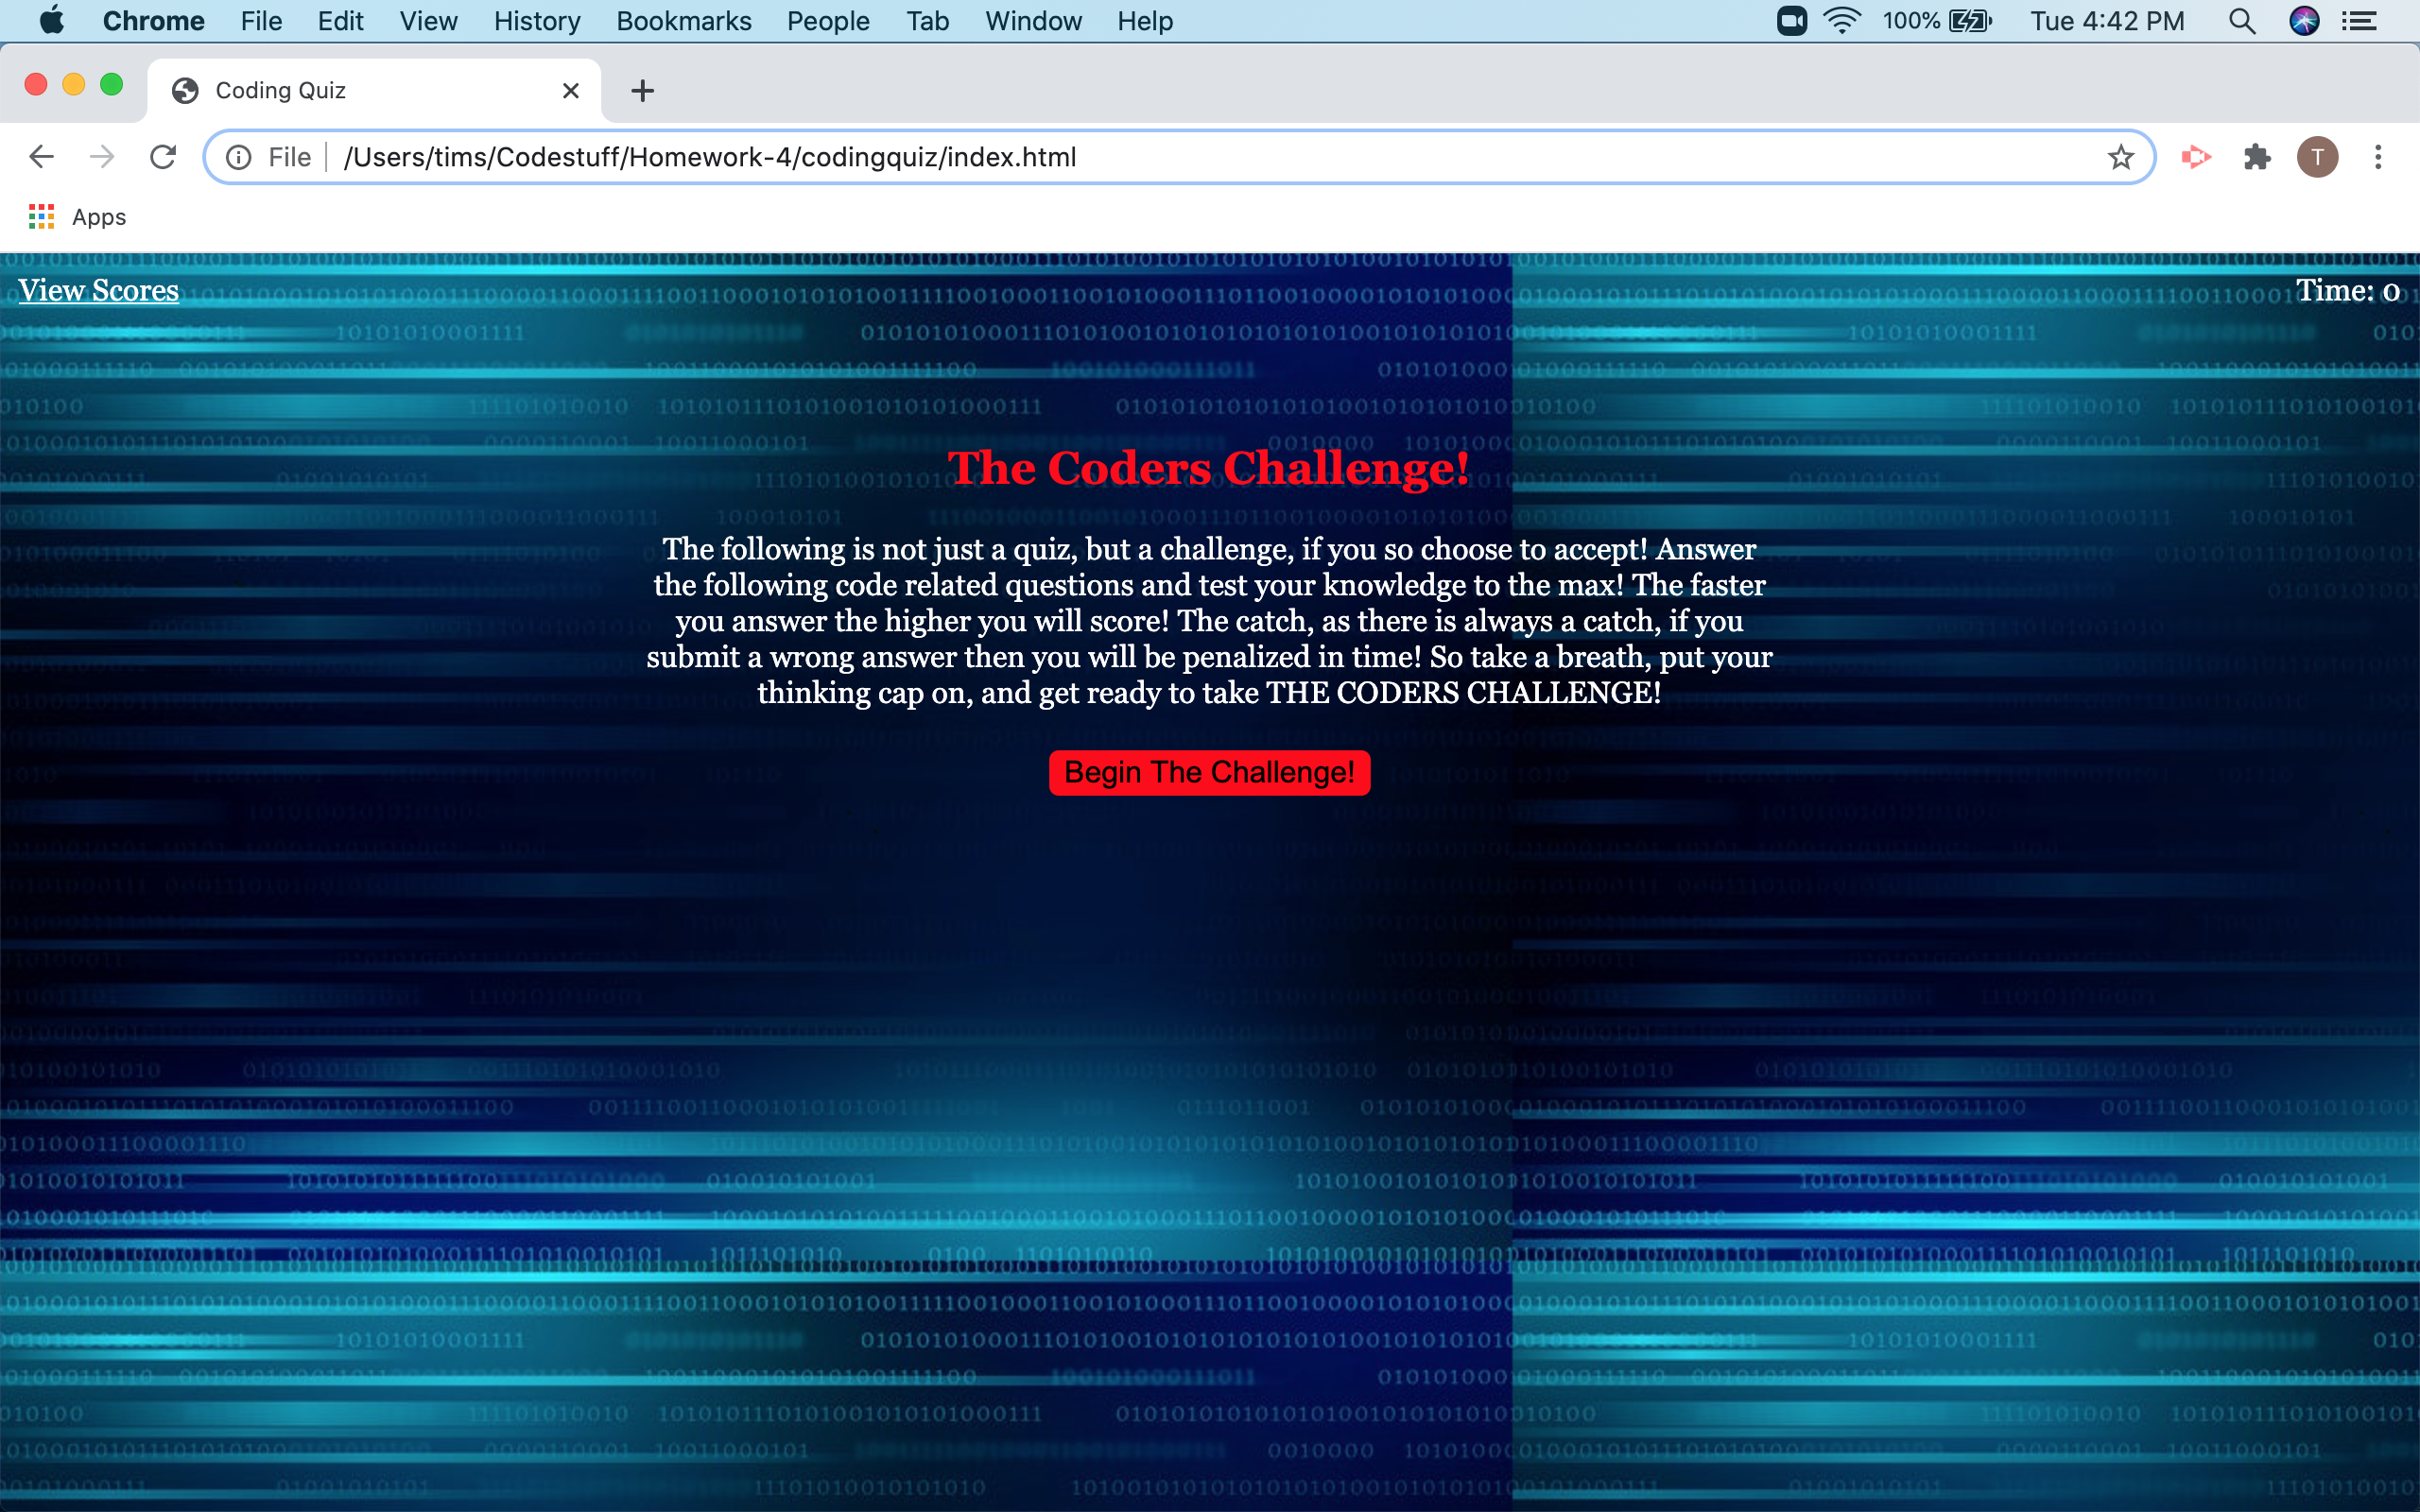 Chrome File Edit View History Bookmarks People Tab Window Help 100% Tue 4:42 PM
Coding Quiz
File /Users/tims/Codestuff/Homework-4/codingquiz/index.html T
Apps
View Scores Time: 0
The Coders Challenge!
The following is not just a quiz, but a challenge, if you so choose to accept! Answer
the following code related questions and test your knowledge to the max! The faster
you answer the higher you will score! The catch, as there is always a catch, if you
submit a wrong answer then you will be penalized in time! So take a breath, put your
thinking cap on, and get ready to take THE CODERS CHALLENGE!
Begin The Challenge!